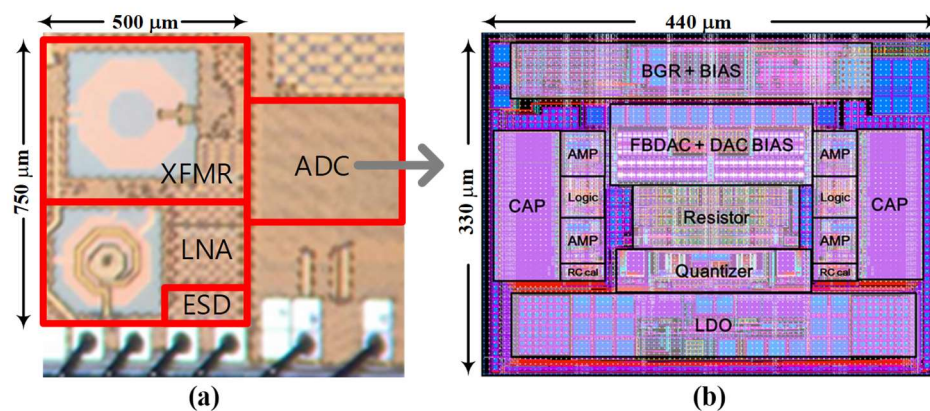 500 μm
750 μm
XFMR
LNA
ESD
ADC
(a)
440 μm
330 μm
BGR + BIAS
FBDAC + DAC BIAS
CAP
AMP
Logic
AMP
RC cal
Resistor
Quantizer
AMP
Logic
AMP
RC cal
CAP
LDO
(b)